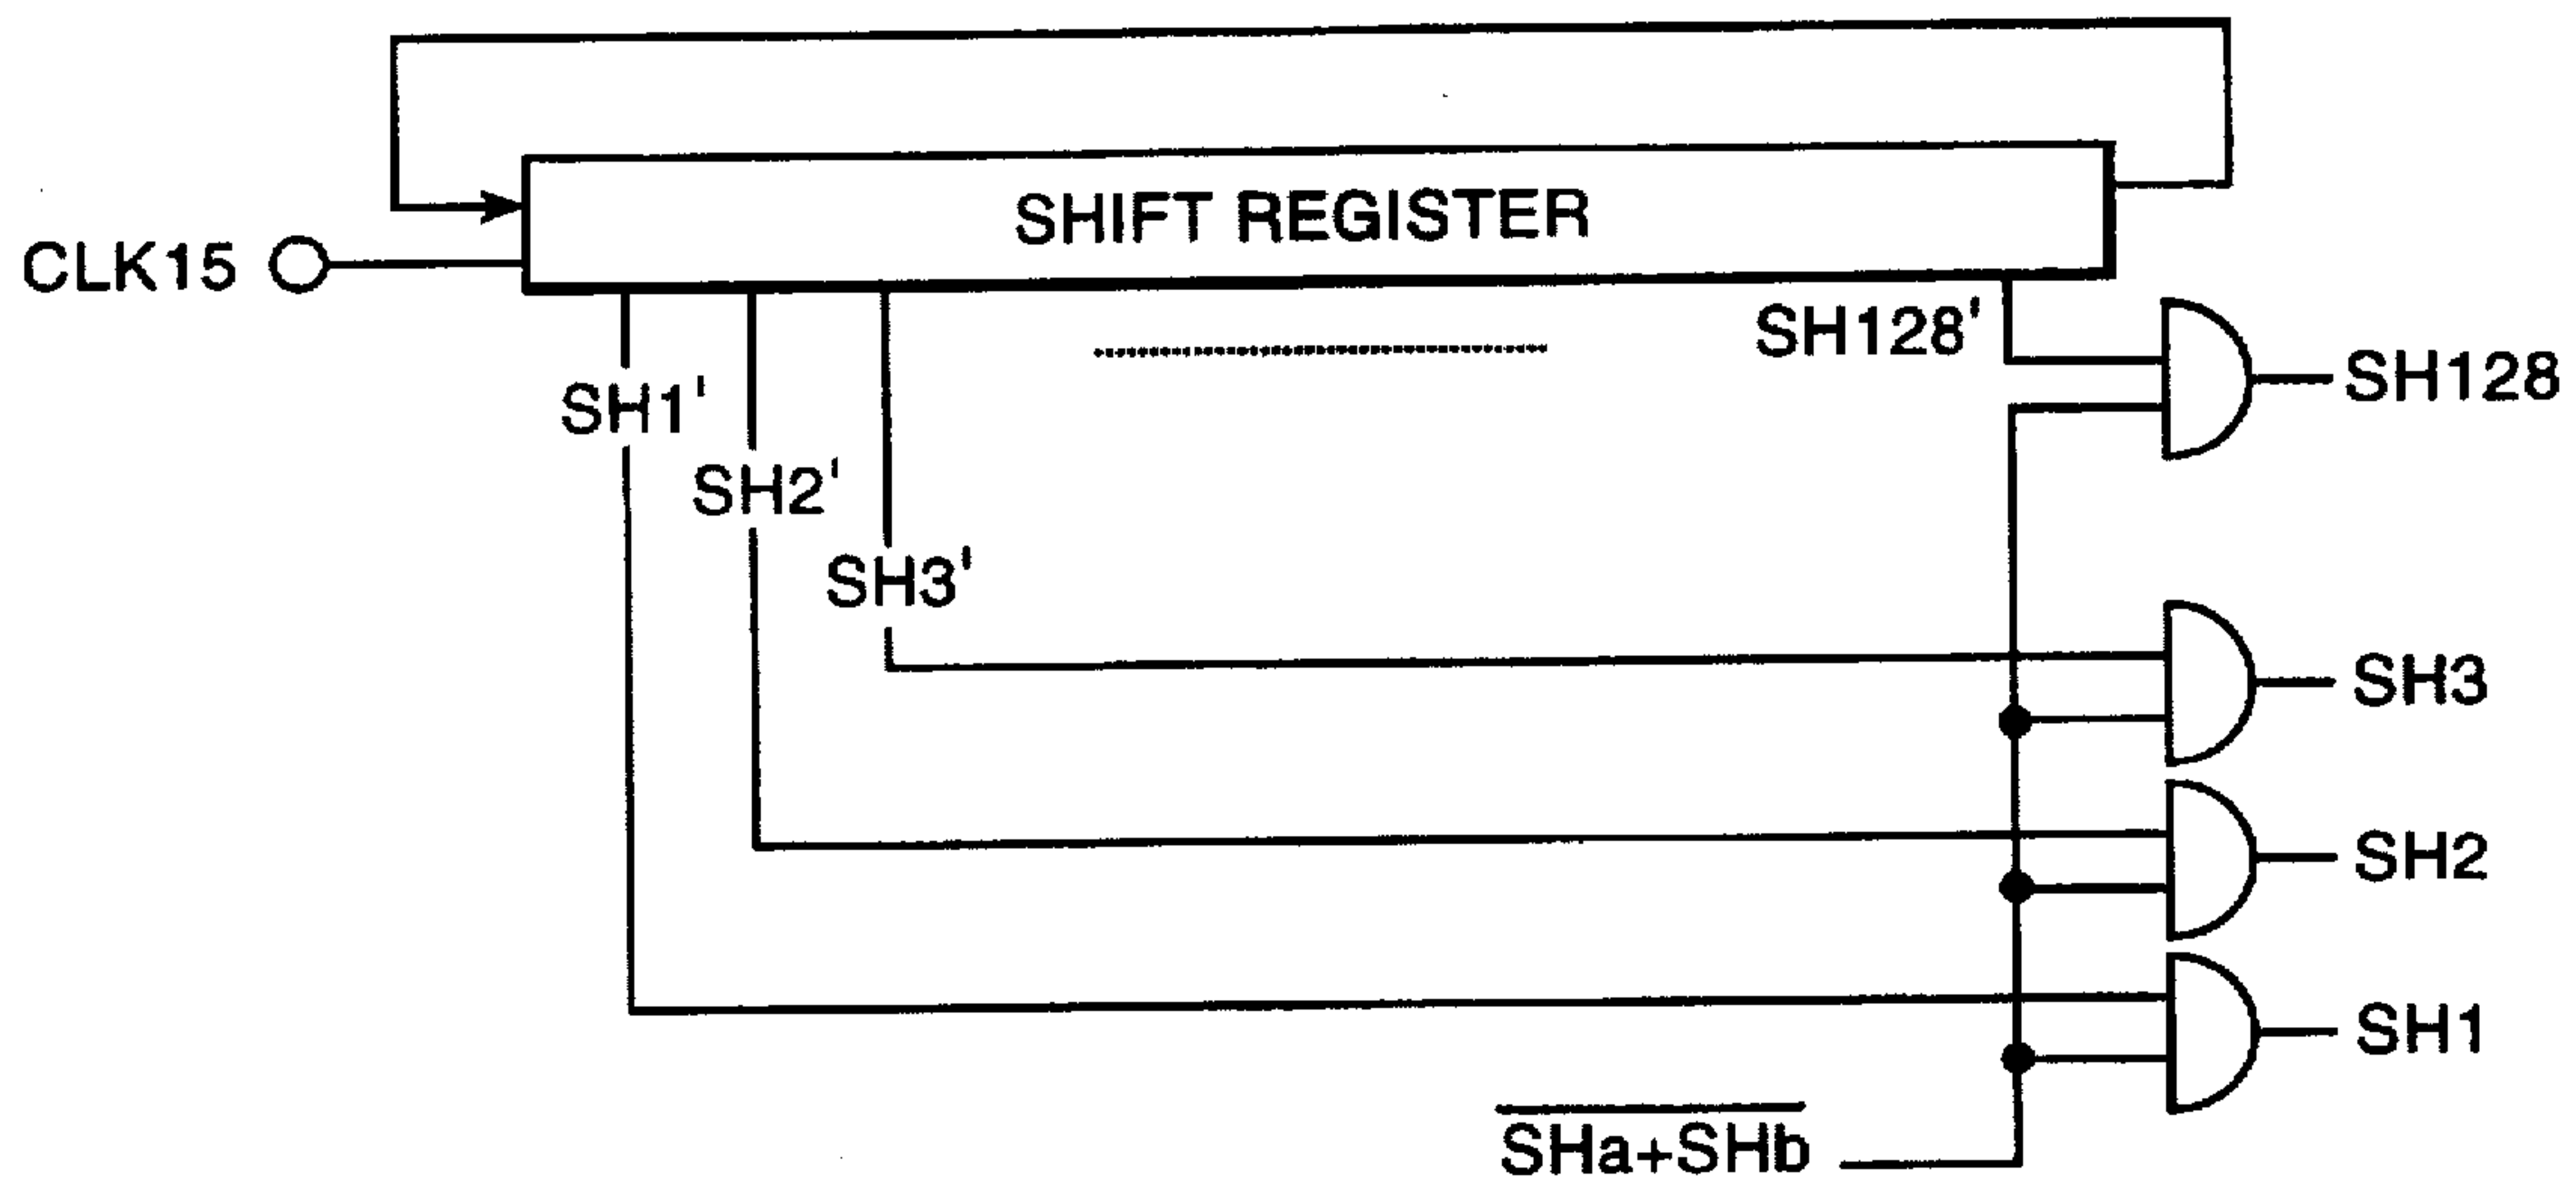 SHIFT REGISTER
CLK15
SH128'
SH128
SH1'
SH2'
SH3'
SH3
SH2
SH1
SHa+SHb